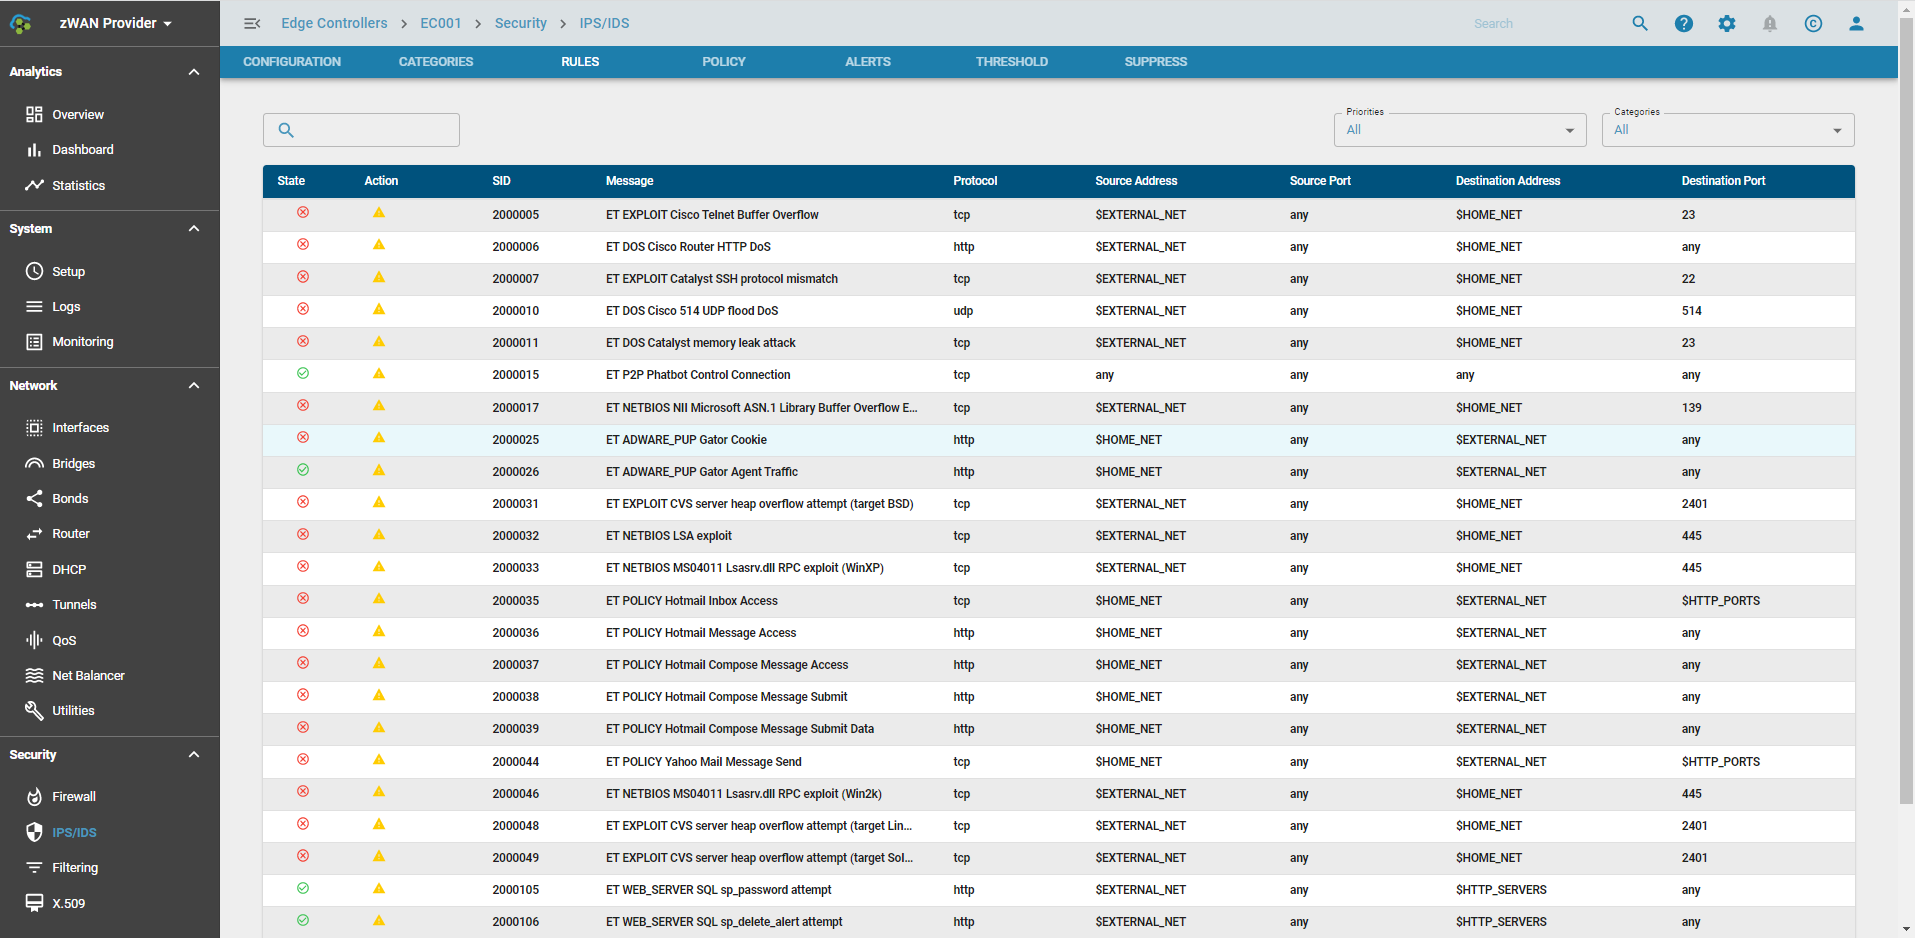 zWAN Provider
Edge Controllers > EC001 > Security > IPS/IDS
Search
CONFIGURATION CATEGORIES RULES POLICY ALERTS THRESHOLD SUPPRESS
Analytics
Overview
Dashboard
Statistics
System
Setup
Logs
Monitoring
Network
Interfaces
Bridges
Bonds
Router
DHCP
Tunnels
QoS
Net Balancer
Utilities
Security
Firewall
IPS/IDS
Filtering
X.509
Priorities
All
Categories
All
State Action SID Message Protocol Source Address Source Port Destination Address Destination Port
2000005 ET EXPLOIT Cisco Telnet Buffer Overflow tcp $EXTERNAL_NET any $HOME_NET 23
2000006 ET DOS Cisco Router HTTP DoS http $EXTERNAL_NET any $HOME_NET any
2000007 ET EXPLOIT Catalyst SSH protocol mismatch tcp $EXTERNAL_NET any $HOME_NET 22
2000010 ET DOS Cisco 514 UDP flood DoS udp $EXTERNAL_NET any $HOME_NET 514
2000011 ET DOS Catalyst memory leak attack tcp $EXTERNAL_NET any $HOME_NET 23
2000015 ET P2P Phatbot Control Connection tcp any any any any
2000017 ET NETBIOS NII Microsoft ASN.1 Library Buffer Overflow E... tcp $EXTERNAL_NET any $HOME_NET 139
2000025 ET ADWARE_PUP Gator Cookie http $HOME_NET any $EXTERNAL_NET any
2000026 ET ADWARE_PUP Gator Agent Traffic http $HOME_NET any $EXTERNAL_NET any
2000031 ET EXPLOIT CVS server heap overflow attempt (target BSD) tcp $EXTERNAL_NET any $HOME_NET 2401
2000032 ET NETBIOS LSA exploit tcp $EXTERNAL_NET any $HOME_NET 445
2000033 ET NETBIOS MS04011 Lsasrv.dll RPC exploit (WinXP) tcp $EXTERNAL_NET any $HOME_NET 445
2000035 ET POLICY Hotmail Inbox Access tcp $HOME_NET any $EXTERNAL_NET $HTTP_PORTS
2000036 ET POLICY Hotmail Message Access http $HOME_NET any $EXTERNAL_NET any
2000037 ET POLICY Hotmail Compose Message Access http $HOME_NET any $EXTERNAL_NET any
2000038 ET POLICY Hotmail Compose Message Submit http $HOME_NET any $EXTERNAL_NET any
2000039 ET POLICY Hotmail Compose Message Submit Data http $HOME_NET any $EXTERNAL_NET any
2000044 ET POLICY Yahoo Mail Message Send tcp $HOME_NET any $EXTERNAL_NET $HTTP_PORTS
2000046 ET NETBIOS MS04011 Lsasrv.dll RPC exploit (Win2k) tcp $EXTERNAL_NET any $HOME_NET 445
2000048 ET EXPLOIT CVS server heap overflow attempt (target Lin... tcp $EXTERNAL_NET any $HOME_NET 2401
2000049 ET EXPLOIT CVS server heap overflow attempt (target Sol... tcp $EXTERNAL_NET any $HOME_NET 2401
2000105 ET WEB_SERVER SQL sp_password attempt http $EXTERNAL_NET any $HTTP_SERVERS any
2000106 ET WEB_SERVER SQL sp_delete_alert attempt http $EXTERNAL_NET any $HTTP_SERVERS any